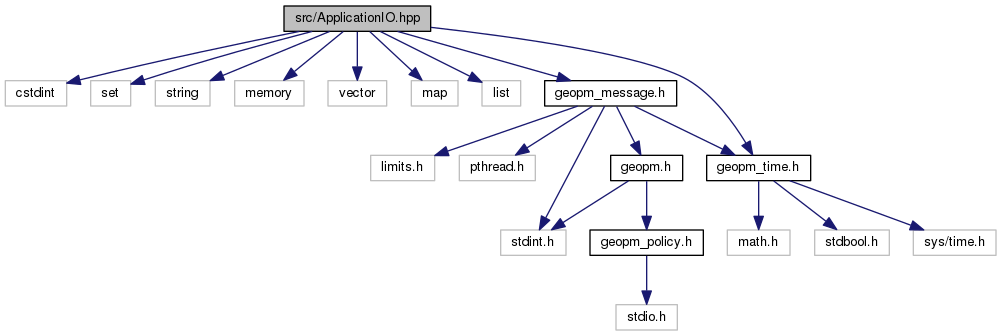 src/ApplicationIO.hpp
cstdint
set
string
memory
vector
map
list
geopm_message.h
limits.h
pthread.h
geopm.h
geopm_time.h
stdint.h
geopm_policy.h
math.h
stdbool.h
sys/time.h
stdio.h